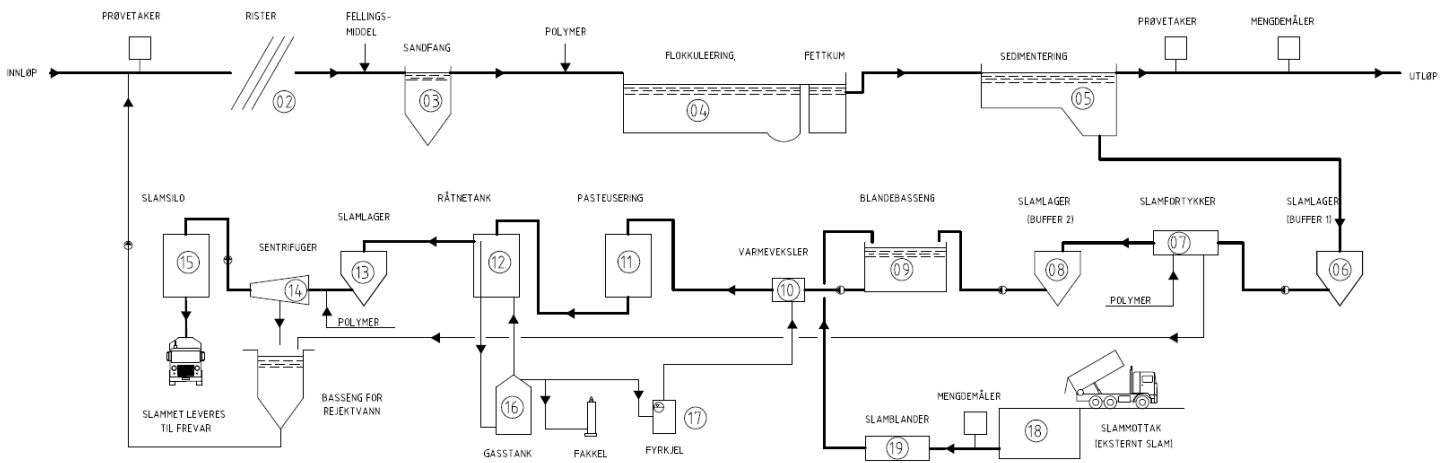 PRØVETAKER
RISTER
FELLINGS-
MIDDEL
SANDFANG
POLYMER
FLOKKULEERING,
FETTKUM
SEDIMENTERING
PRØVETAKER
MENGDEMÅLER
INNLØP
UTLØP
02
03
04
05
SLAMSILO
SENTRIFUGER
SLAMLAGER
RÅTNETANK
PASTEUSERING
VARMEVEKSLER
BLANDEBASSENG
SLAMLAGER
(BUFFER 2)
SLAMFORTYKKER
SLAMLAGER
(BUFFER 1)
15
14
13
12
11
10
09
08
07
06
POLYMER
POLYMER
SLAMMET LEVERES
TIL FREVAR
BASSENG FOR
REJEKTVANN
16
GASSTANK
FAKKEL
17
FYRKJEL
SLAMBLANDER
19
MENGDEMÅLER
18
SLAMMOTTAK
(EKSTERNT SLAM)